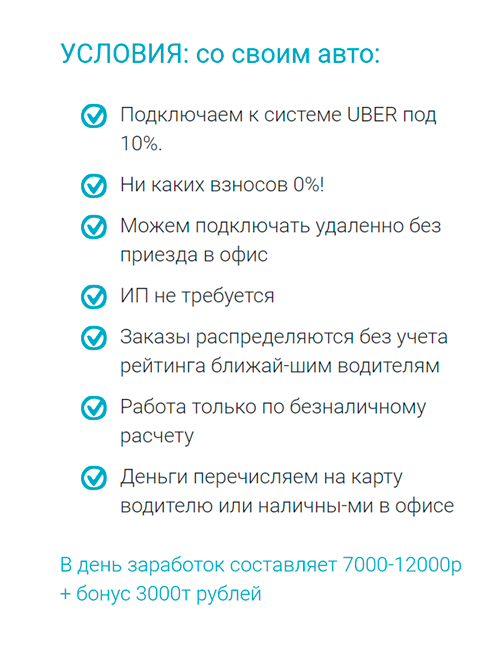 УСЛОВИЯ: со своим авто:
Подключаем к системе UBER под
10%.
Ни каких взносов 0%!
Можем подключать удаленно без
приезда в офис
ИП не требуется
Заказы распределяются без учета
рейтинга ближай-шим водителям
Работа только по безналичному
расчету
Деньги перечисляем на карту
водителю или наличны-ми в офисе
В день заработок составляет 7000-12000р
+ бонус 3000т рублей